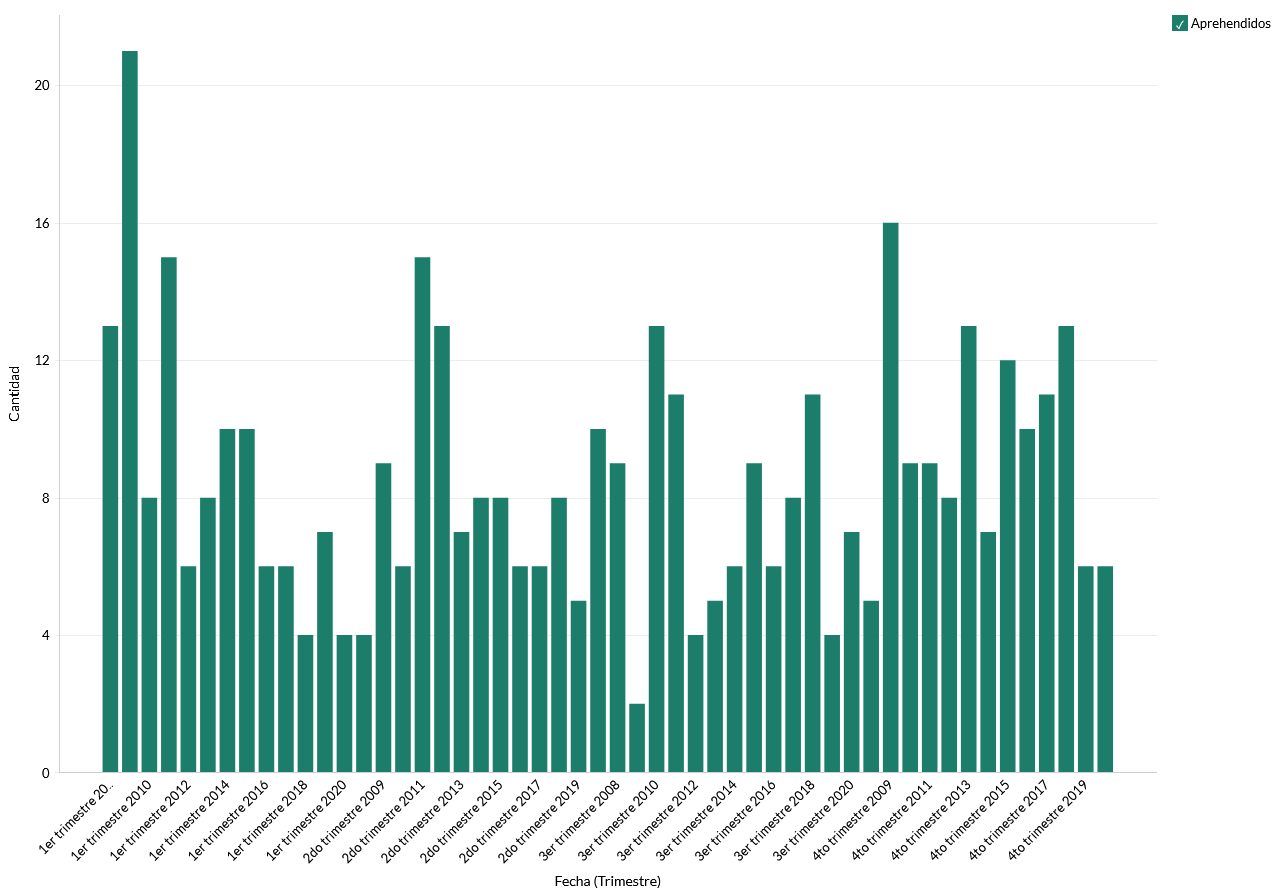 Aprehendidos
Cantidad
20
16
12
8
4
0
1er trimestre 20..
1er trimestre 2010
1er trimestre 2012
1er trimestre 2014
1er trimestre 2016
1er trimestre 2018
1er trimestre 2020
2do trimestre 2009
2do trimestre 2011
2do trimestre 2013
2do trimestre 2015
2do trimestre 2017
2do trimestre 2019
3er trimestre 2008
3er trimestre 2010
3er trimestre 2012
3er trimestre 2014
3er trimestre 2016
3er trimestre 2018
3er trimestre 2020
4to trimestre 2009
4to trimestre 2011
4to trimestre 2013
4to trimestre 2015
4to trimestre 2017
4to trimestre 2019
Fecha (Trimestre)